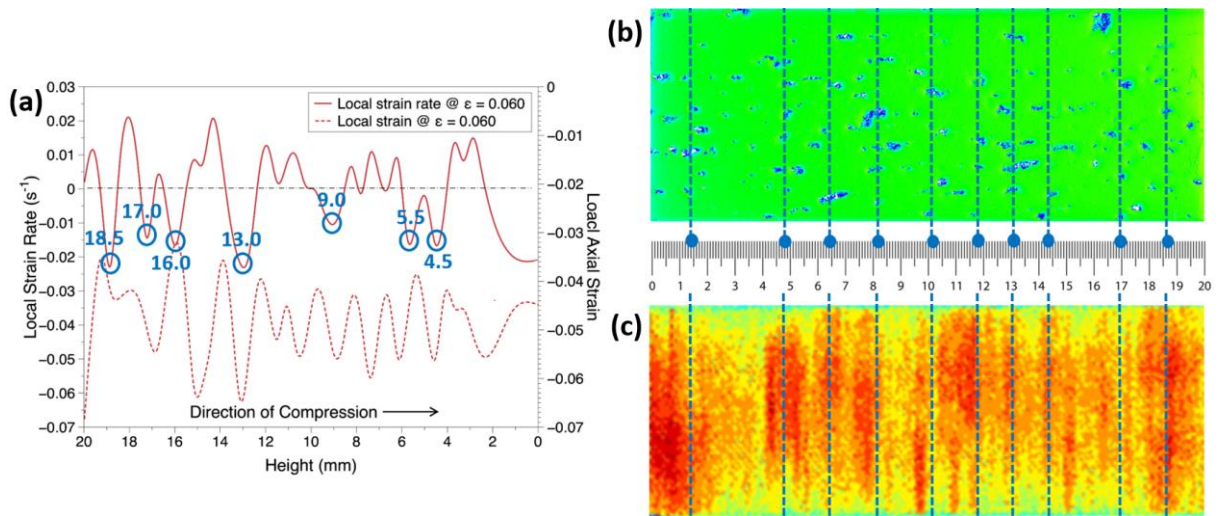 (a)
0.03
0.02
0.01
0
−0.01
−0.02
−0.03
−0.04
−0.05
−0.06
−0.07
Local Strain Rate (s⁻¹)
Local strain rate @ ε = 0.060
Local strain @ ε = 0.060
18.5
17.0
16.0
13.0
9.0
5.5
4.5
Direction of Compression
20 18 16 14 12 10 8 6 4 2 0
Height (mm)
0
−0.01
−0.02
−0.03
−0.04
−0.05
−0.06
−0.07
Loacl Axial Strain
(b)
0 1 2 3 4 5 6 7 8 9 10 11 12 13 14 15 16 17 18 19 20
(c)